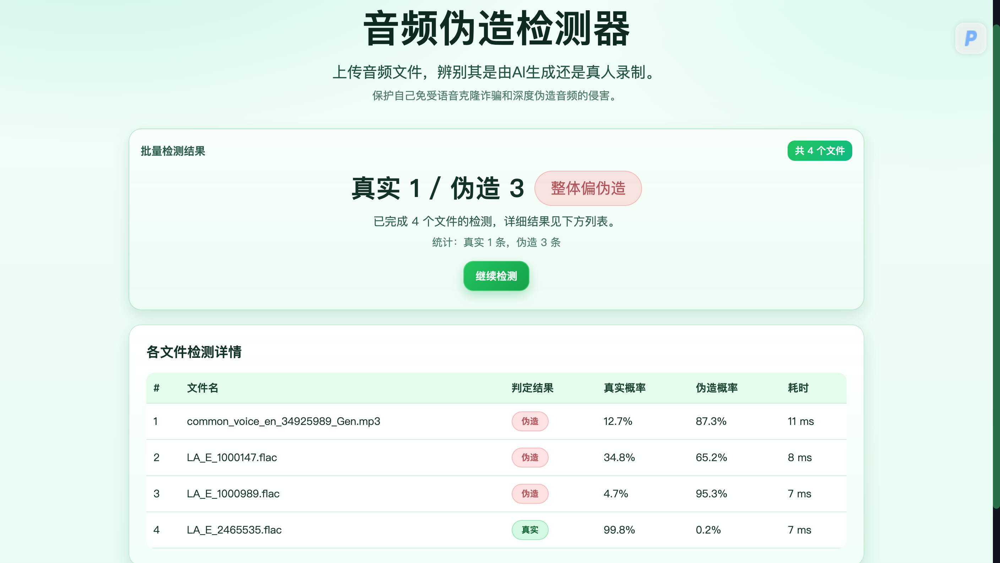 音频伪造检测器
P
上传音频文件，辨别其是由AI生成还是真人录制。
保护自己免受语音克隆诈骗和深度伪造音频的侵害。
批量检测结果
共 4 个文件
真实 1 / 伪造 3 整体偏伪造
已完成 4 个文件的检测，详细结果见下方列表。
统计：真实 1 条，伪造 3 条
继续检测
各文件检测详情
# 文件名 判定结果 真实概率 伪造概率 耗时
1 common_voice_en_34925989_Gen.mp3 伪造 12.7% 87.3% 11 ms
2 LA_E_1000147.flac 伪造 34.8% 65.2% 8 ms
3 LA_E_1000989.flac 伪造 4.7% 95.3% 7 ms
4 LA_E_2465535.flac 真实 99.8% 0.2% 7 ms